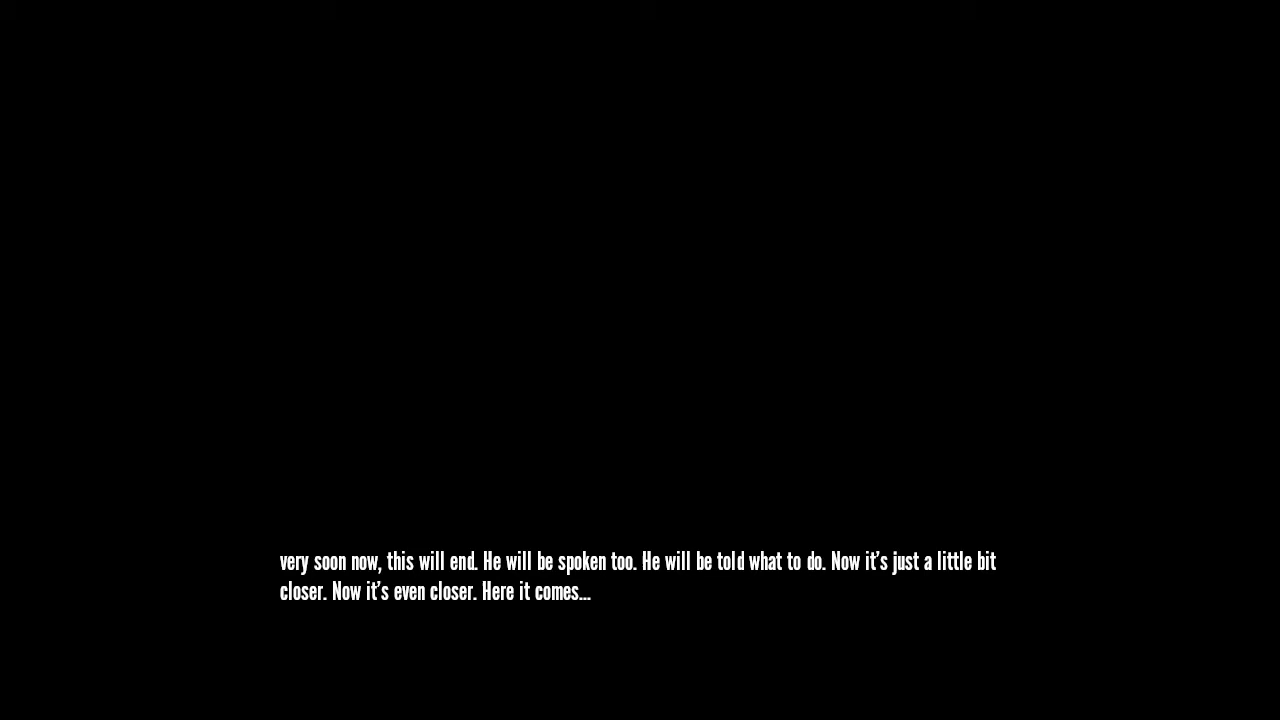 very soon now, this will end. He will be spoken too. He will be told what to do. Now it’s just a little bit
closer. Now it’s even closer. Here it comes...